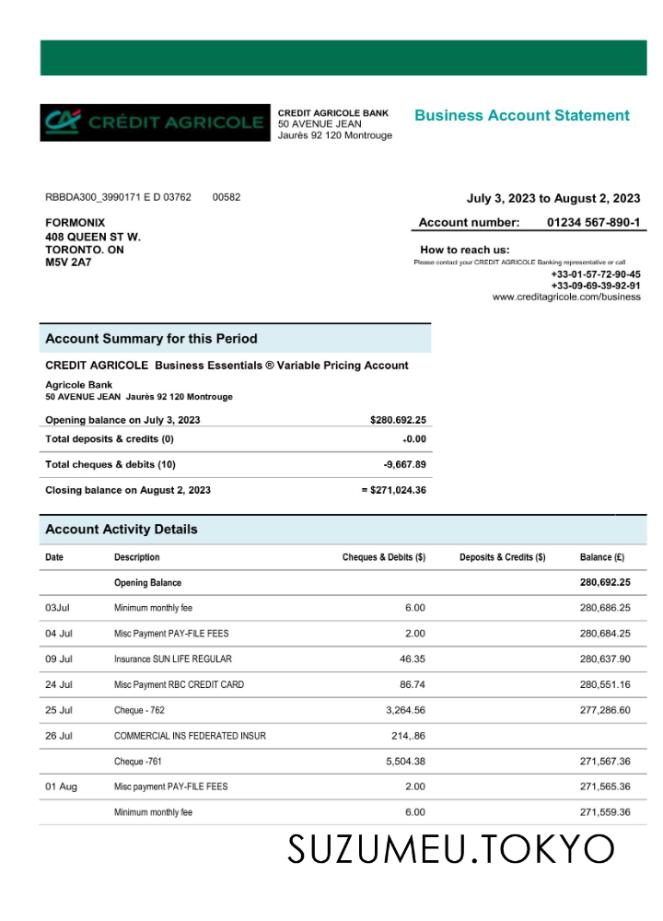 CRÉDIT AGRICOLE
CREDIT AGRICOLE BANK
50 AVENUE JEAN
Jaurès 92 120 Montrouge
Business Account Statement
RBBDA300_3990171 E D 03762 00582
FORMONIX
408 QUEEN ST W.
TORONTO. ON
M5V 2A7
July 3, 2023 to August 2, 2023
Account number: 01234 567-890-1
How to reach us:
Please contact your CREDIT AGRICOLE Banking representative or call
+33-01-57-72-90-45
+33-09-69-39-92-91
www.creditagricole.com/business
Account Summary for this Period
CREDIT AGRICOLE Business Essentials ® Variable Pricing Account
Agricole Bank
50 AVENUE JEAN Jaurès 92 120 Montrouge
Opening balance on July 3, 2023 $280.692.25
Total deposits & credits (0) .0.00
Total cheques & debits (10) -9,667.89
Closing balance on August 2, 2023 = $271,024.36
Account Activity Details
Date Description Cheques & Debits ($) Deposits & Credits ($) Balance (£)
Opening Balance 280,692.25
03Jul Minimum monthly fee 6.00 280,686.25
04 Jul Misc Payment PAY-FILE FEES 2.00 280,684.25
09 Jul Insurance SUN LIFE REGULAR 46.35 280,637.90
24 Jul Misc Payment RBC CREDIT CARD 86.74 280,551.16
25 Jul Cheque - 762 3,264.56 277,286.60
26 Jul COMMERCIAL INS FEDERATED INSUR 214,.86
Cheque -761 5,504.38 271,567.36
01 Aug Misc payment PAY-FILE FEES 2.00 271,565.36
Minimum monthly fee 6.00 271,559.36
SUZUMEU.TOKYO